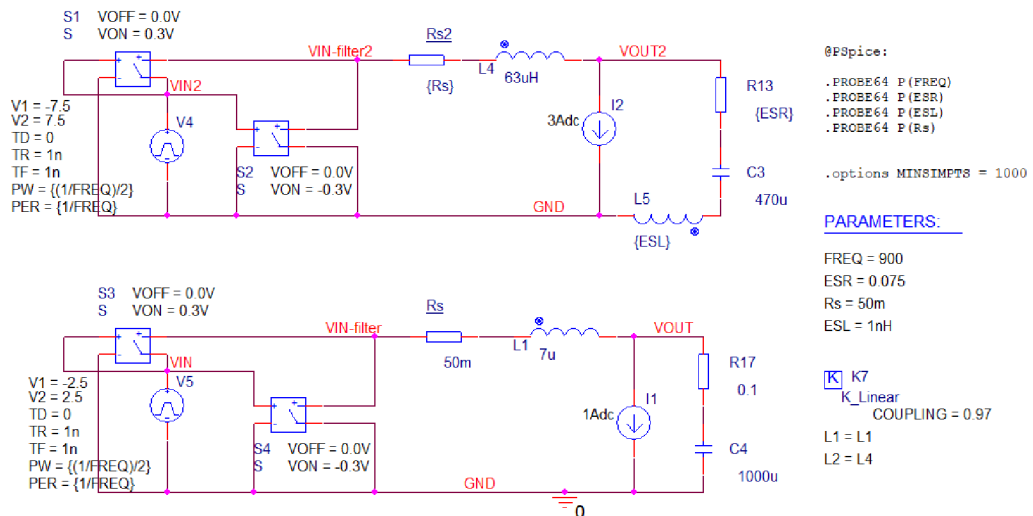 S1 VOFF = 0.0V
S VON = 0.3V
VIN-filter2
Rs2
{Rs}
L4
63uH
VOUT2
VIN2
V4
V1 = -7.5
V2 = 7.5
TD = 0
TR = 1n
TF = 1n
PW = {(1/FREQ)/2}
PER = {1/FREQ}
+
-
S2 VOFF = 0.0V
S VON = -0.3V
I2
3Adc
R13
{ESR}
C3
470u
L5
{ESL}
GND
@PSpice:
.PROBE64 P(FREQ)
.PROBE64 P(ESR)
.PROBE64 P(ESL)
.PROBE64 P(Rs)
.options MINSIMPTS = 1000
PARAMETERS:
FREQ = 900
ESR = 0.075
Rs = 50m
ESL = 1nH
K K7
K_Linear
COUPLING = 0.97
L1 = L1
L2 = L4
S3 VOFF = 0.0V
S VON = 0.3V
VIN-filter
Rs
50m
L1
7u
VOUT
VIN
V5
V1 = -2.5
V2 = 2.5
TD = 0
TR = 1n
TF = 1n
PW = {(1/FREQ)/2}
PER = {1/FREQ}
S4 VOFF = 0.0V
S VON = -0.3V
I1
1Adc
R17
0.1
C4
1000u
GND
0